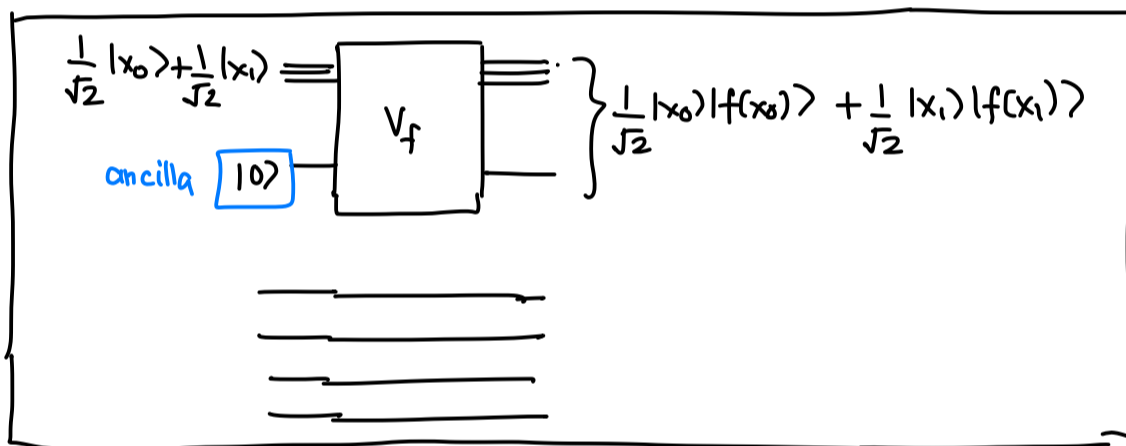 1/√2 |x₀⟩+1/√2 |x₁⟩
V_f
} 1/√2 |x₀⟩|f(x₀)⟩ + 1/√2 |x₁⟩|f(x₁)⟩
ancilla |0⟩